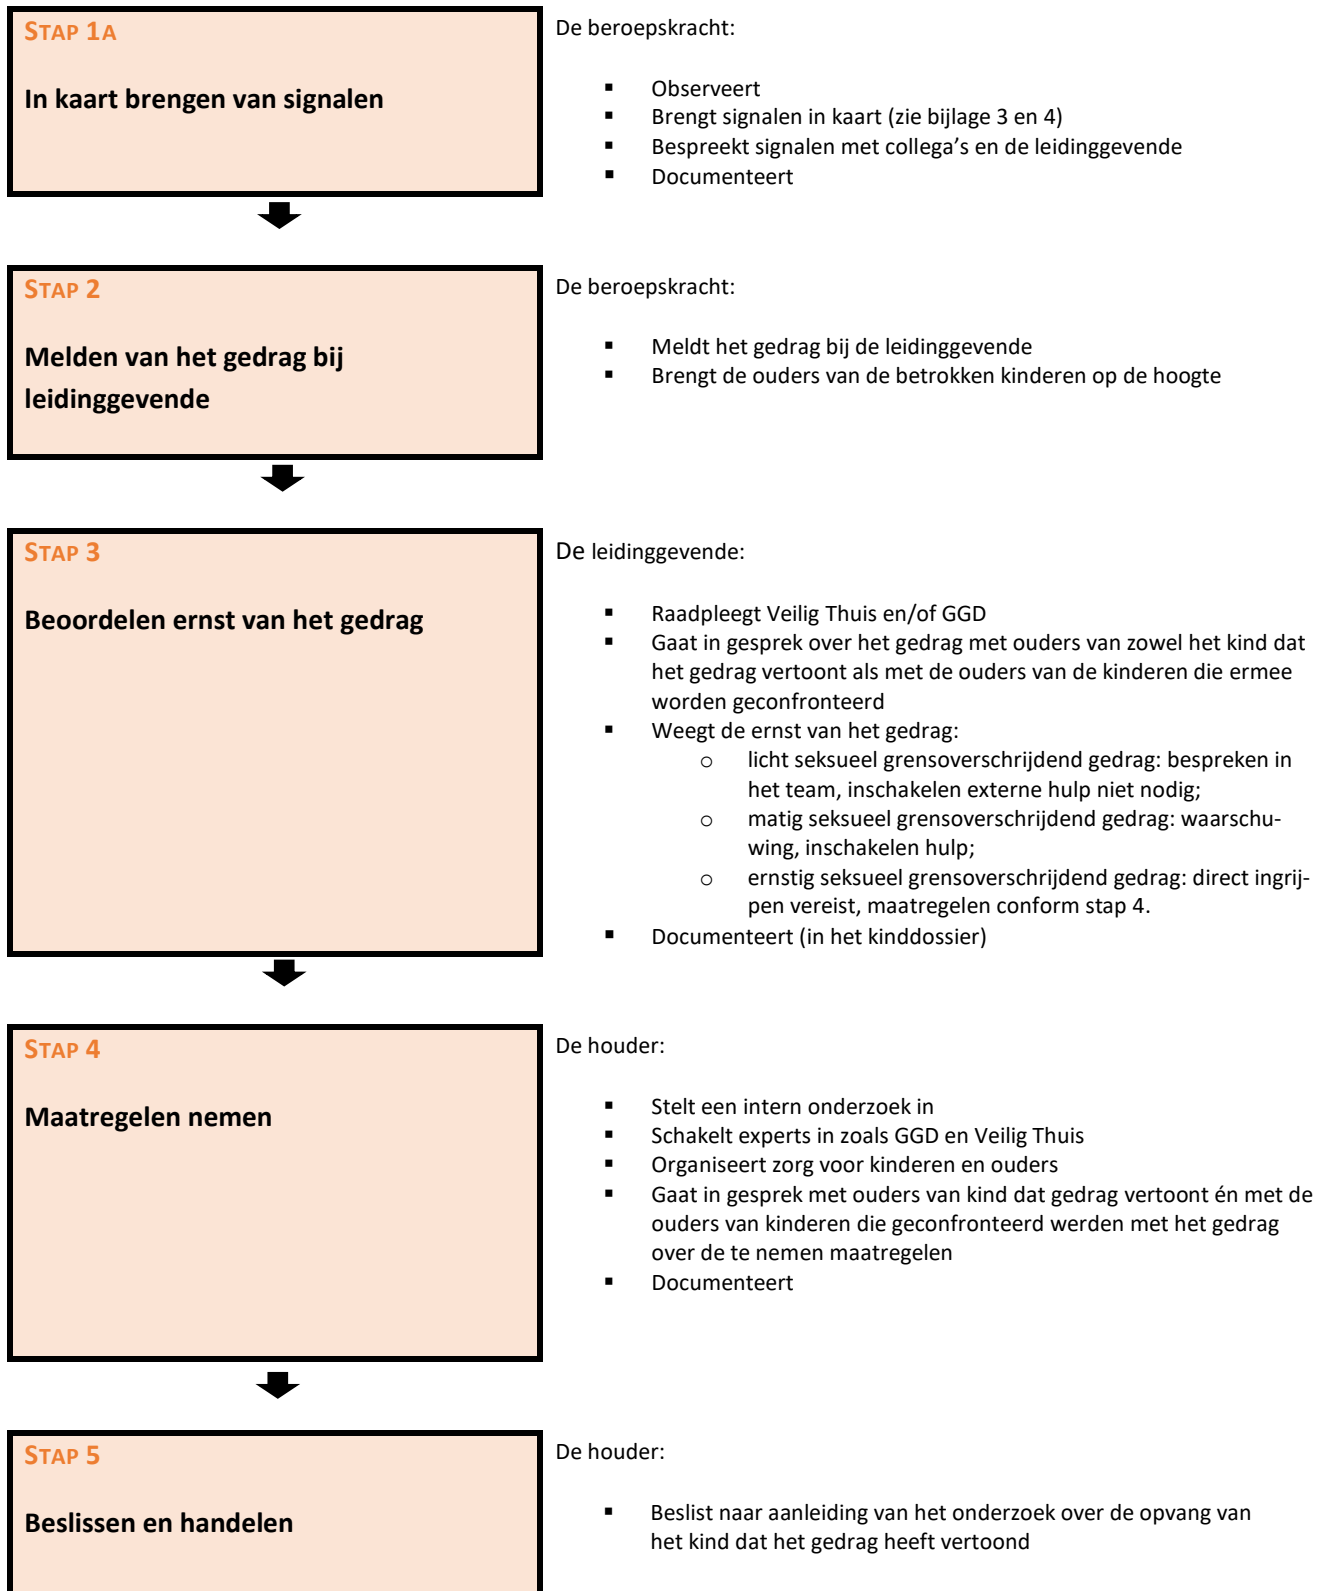 STAP 1A
In kaart brengen van signalen
De beroepskracht:
▪ Observeert
▪ Brengt signalen in kaart (zie bijlage 3 en 4)
▪ Bespreekt signalen met collega’s en de leidinggevende
▪ Documenteert
STAP 2
Melden van het gedrag bij
leidinggevende
De beroepskracht:
▪ Meldt het gedrag bij de leidinggevende
▪ Brengt de ouders van de betrokken kinderen op de hoogte
STAP 3
Beoordelen ernst van het gedrag
De leidinggevende:
▪ Raadpleegt Veilig Thuis en/of GGD
▪ Gaat in gesprek over het gedrag met ouders van zowel het kind dat
het gedrag vertoont als met de ouders van de kinderen die ermee
worden geconfronteerd
▪ Weegt de ernst van het gedrag:
o licht seksueel grensoverschrijdend gedrag: bespreken in
het team, inschakelen externe hulp niet nodig;
o matig seksueel grensoverschrijdend gedrag: waarschu-
wing, inschakelen hulp;
o ernstig seksueel grensoverschrijdend gedrag: direct ingrij-
pen vereist, maatregelen conform stap 4.
▪ Documenteert (in het kinddossier)
STAP 4
Maatregelen nemen
De houder:
▪ Stelt een intern onderzoek in
▪ Schakelt experts in zoals GGD en Veilig Thuis
▪ Organiseert zorg voor kinderen en ouders
▪ Gaat in gesprek met ouders van kind dat gedrag vertoont én met de
ouders van kinderen die geconfronteerd werden met het gedrag
over de te nemen maatregelen
▪ Documenteert
STAP 5
Beslissen en handelen
De houder:
▪ Beslist naar aanleiding van het onderzoek over de opvang van
het kind dat het gedrag heeft vertoond